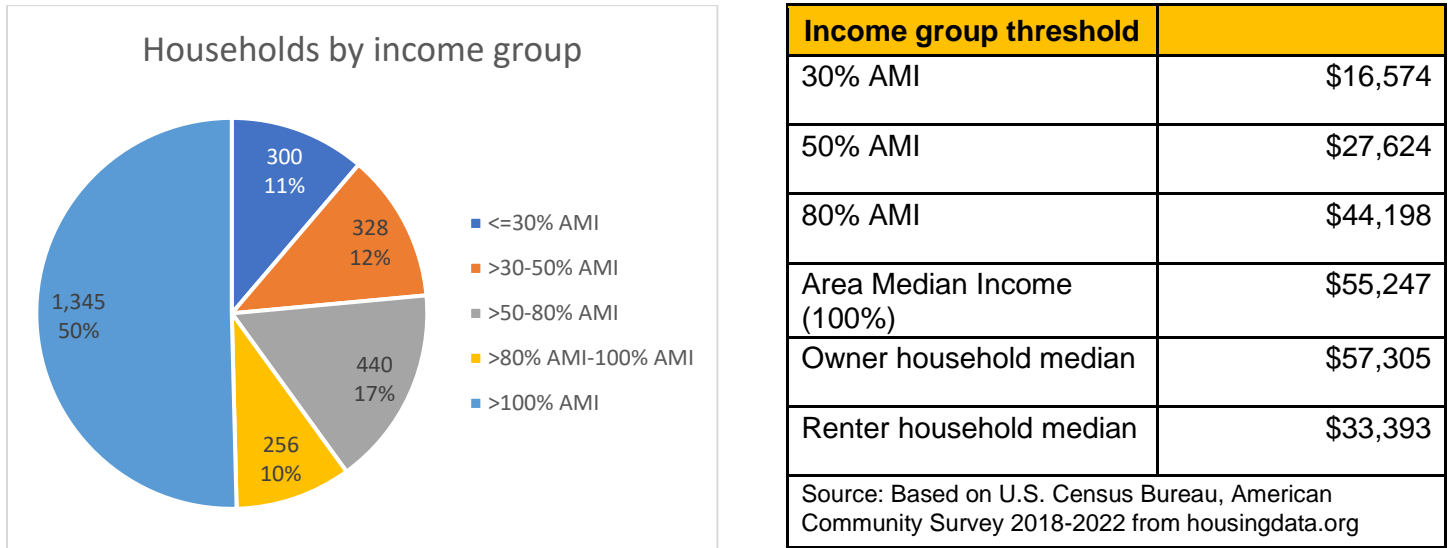 Households by income group
300
11%
328
12%
440
17%
256
10%
1,345
50%
<=30% AMI
>30-50% AMI
>50-80% AMI
>80% AMI-100% AMI
>100% AMI
Income group threshold
30% AMI $16,574
50% AMI $27,624
80% AMI $44,198
Area Median Income
(100%) $55,247
Owner household median $57,305
Renter household median $33,393
Source: Based on U.S. Census Bureau, American
Community Survey 2018-2022 from housingdata.org